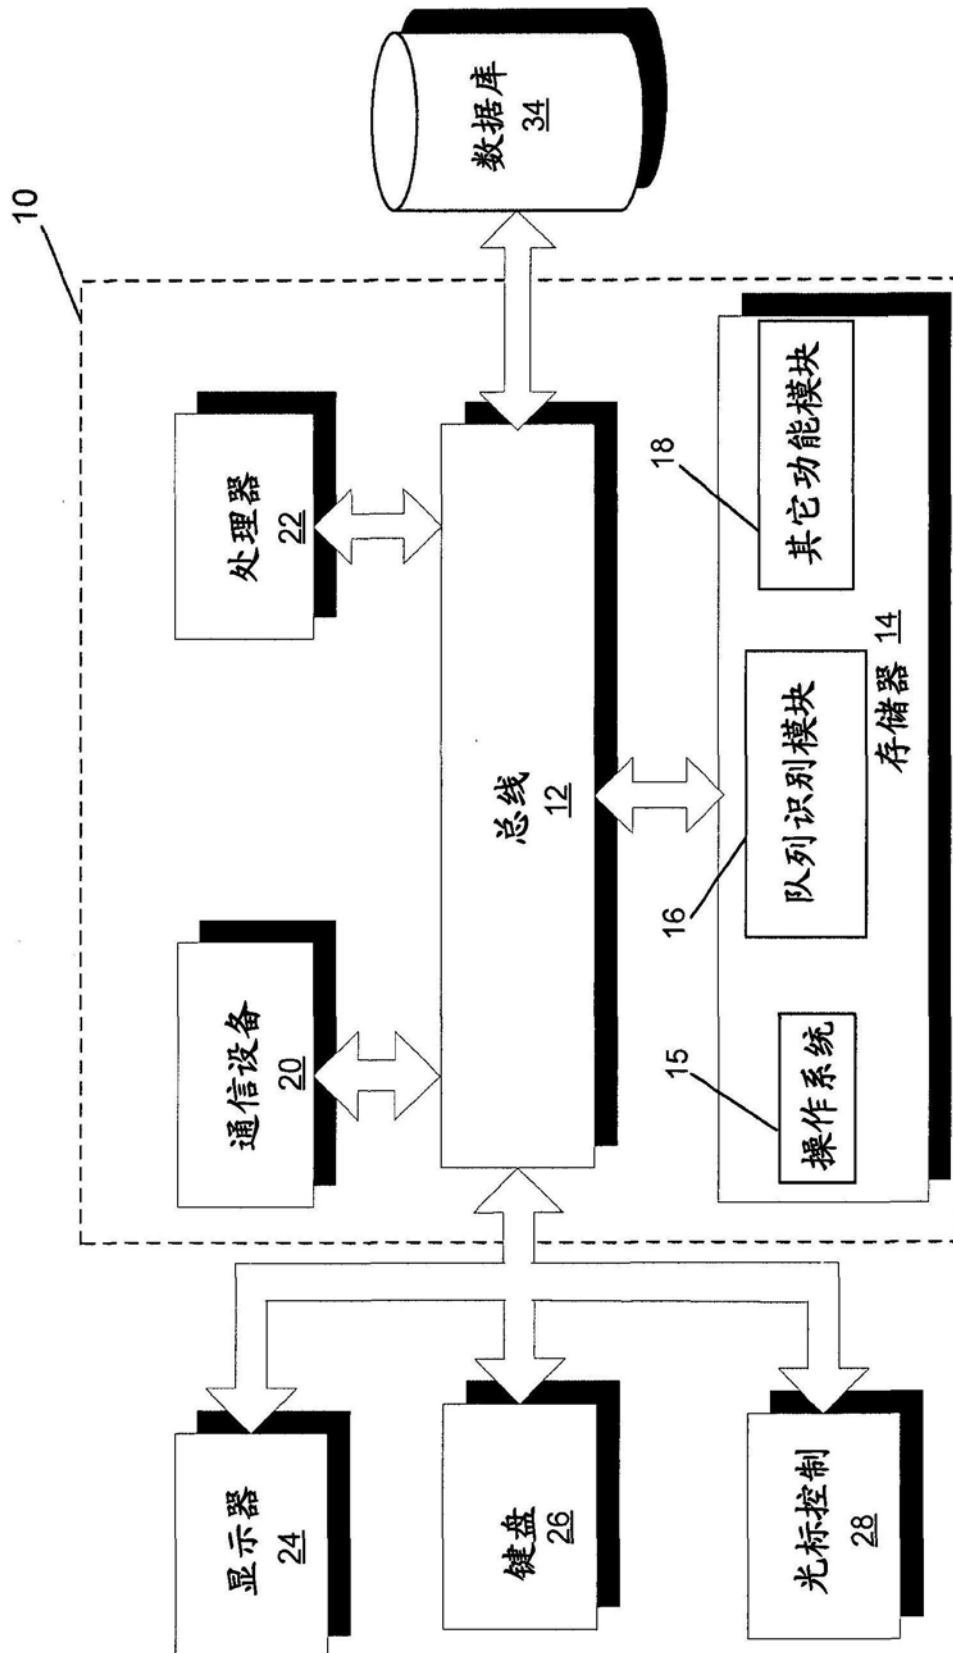 10
显示器
24
通信设备
20
处理器
22
键盘
26
总线
12
数据库
34
光标控制
28
15
操作系统
16
队列识别模块
18
其它功能模块
存储器 14